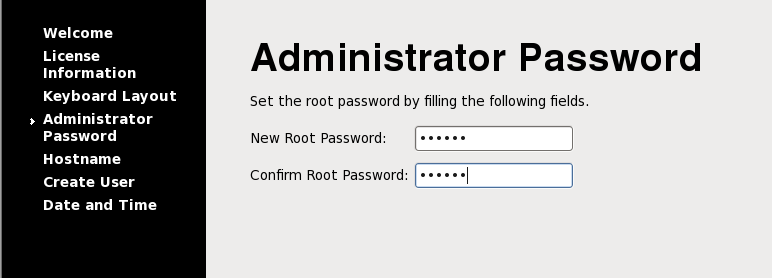 Welcome
License
Information
Keyboard Layout
Administrator
Password
Hostname
Create User
Date and Time
Administrator Password
Set the root password by filling the following fields.
New Root Password: ••••••
Confirm Root Password: ••••••